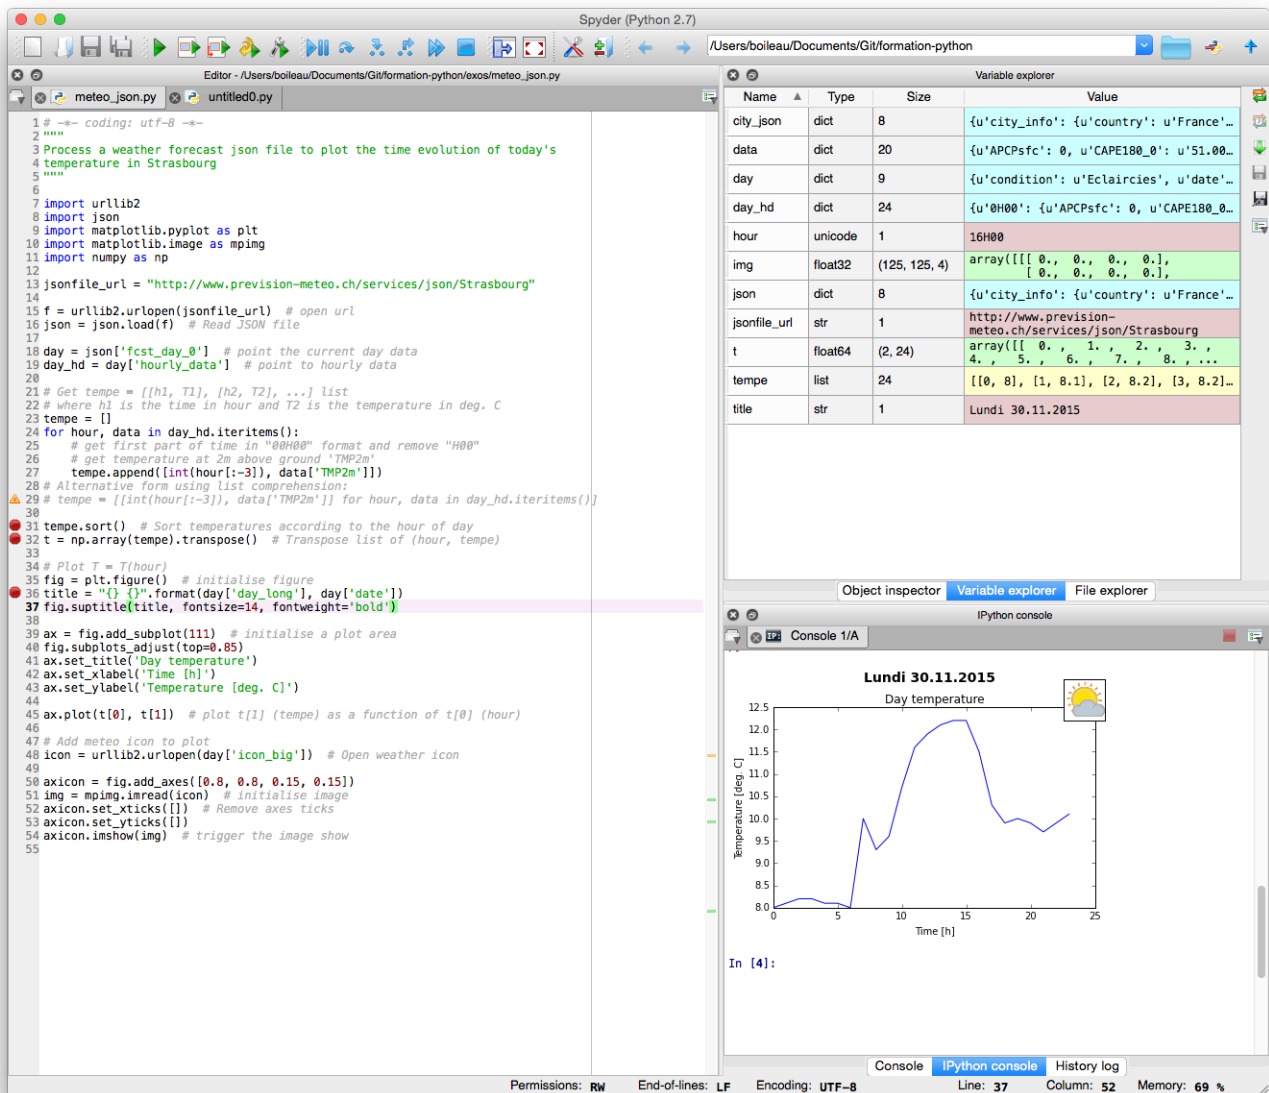 Spyder (Python 2.7)
/Users/boileau/Documents/Git/formation-python
Editor - /Users/boileau/Documents/Git/formation-python/exos/meteo_json.py
meteo_json.py
untitled0.py
1 # -*- coding: utf-8 -*-
2 """
3 Process a weather forecast json file to plot the time evolution of today's
4 temperature in Strasbourg
5 """
6
7 import urllib2
8 import json
9 import matplotlib.pyplot as plt
10 import matplotlib.image as mpimg
11 import numpy as np
12
13 jsonfile_url = "http://www.prevision-meteo.ch/services/json/Strasbourg"
14
15 f = urllib2.urlopen(jsonfile_url)  # open url
16 json = json.load(f)  # Read JSON file
17
18 day = json['fcst_day_0']  # point the current day data
19 day_hd = day['hourly_data']  # point to hourly data
20
21 # Get tempe = [[h1, T1], [h2, T2], ...] list
22 # where h1 is the time in hour and T2 is the temperature in deg. C
23 tempe = []
24 for hour, data in day_hd.iteritems():
25     # get first part of time in "00H00" format and remove "H00"
26     # get temperature at 2m above ground 'TMP2m'
27     tempe.append([int(hour[:-3]), data['TMP2m']])
28 # Alternative form using list comprehension:
29 # tempe = [[int(hour[:-3]), data['TMP2m']] for hour, data in day_hd.iteritems()]
30
31 tempe.sort()  # Sort temperatures according to the hour of day
32 t = np.array(tempe).transpose()  # Transpose list of (hour, tempe)
33
34 # Plot T = T(hour)
35 fig = plt.figure()  # initialise figure
36 title = "{} {}".format(day['day_long'], day['date'])
37 fig.suptitle(title, fontsize=14, fontweight='bold')
38
39 ax = fig.add_subplot(111)  # initialise a plot area
40 fig.subplots_adjust(top=0.85)
41 ax.set_title('Day temperature')
42 ax.set_xlabel('Time [h]')
43 ax.set_ylabel('Temperature [deg. C]')
44
45 ax.plot(t[0], t[1])  # plot t[1] (tempe) as a function of t[0] (hour)
46
47 # Add meteo icon to plot
48 icon = urllib2.urlopen(day['icon_big'])  # Open weather icon
49
50 axicon = fig.add_axes([0.8, 0.8, 0.15, 0.15])
51 img = mpimg.imread(icon)  # initialise image
52 axicon.set_xticks([])  # Remove axes ticks
53 axicon.set_yticks([])
54 axicon.imshow(img)  # trigger the image show
55
Variable explorer
Name Type Size Value
city_json dict 8 {u'city_info': {u'country': u'France'...
data dict 20 {u'APCPsfc': 0, u'CAPE180_0': u'51.00...
day dict 9 {u'condition': u'Eclaircies', u'date'...
day_hd dict 24 {u'0H00': {u'APCPsfc': 0, u'CAPE180_0...
hour unicode 1 16H00
img float32 (125, 125, 4) array([[[ 0., 0., 0., 0.],
[ 0., 0., 0., 0.],
json dict 8 {u'city_info': {u'country': u'France'...
jsonfile_url str 1 http://www.prevision-
meteo.ch/services/json/Strasbourg
t float64 (2, 24) array([[ 0. , 1. , 2. , 3. ,
4. , 5. , 6. , 7. , 8. , ...
tempe list 24 [[0, 8], [1, 8.1], [2, 8.2], [3, 8.2]...
title str 1 Lundi 30.11.2015
Object inspector Variable explorer File explorer
IPython console
IP: Console 1/A
Lundi 30.11.2015
Day temperature
12.5
12.0
11.5
11.0
10.5
10.0
9.5
9.0
8.5
8.0
Temperature [deg. C]
0 5 10 15 20 25
Time [h]
In [4]:
Console IPython console History log
Permissions: RW End-of-lines: LF Encoding: UTF-8 Line: 37 Column: 52 Memory: 69 %